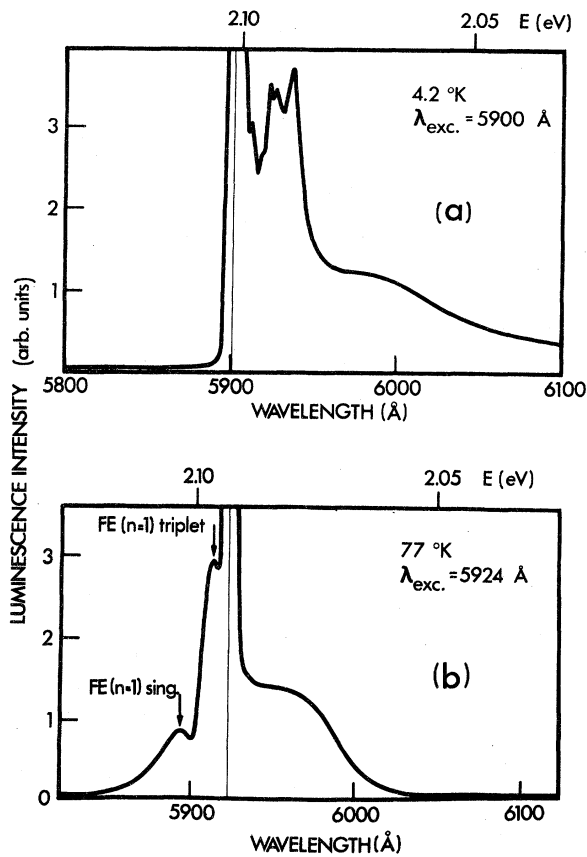 2.10 2.05 E (eV)
4.2 °K
λexc. = 5900 Å
3
(a)
2
1
5800 5900 6000 6100
WAVELENGTH (Å)
LUMINESCENCE INTENSITY (arb. units)
2.10 2.05 E (eV)
FE (n=1) triplet
3
77 °K
λexc. = 5924 Å
2
(b)
FE (n=1) sing.
1
0
5900 6000 6100
WAVELENGTH (Å)